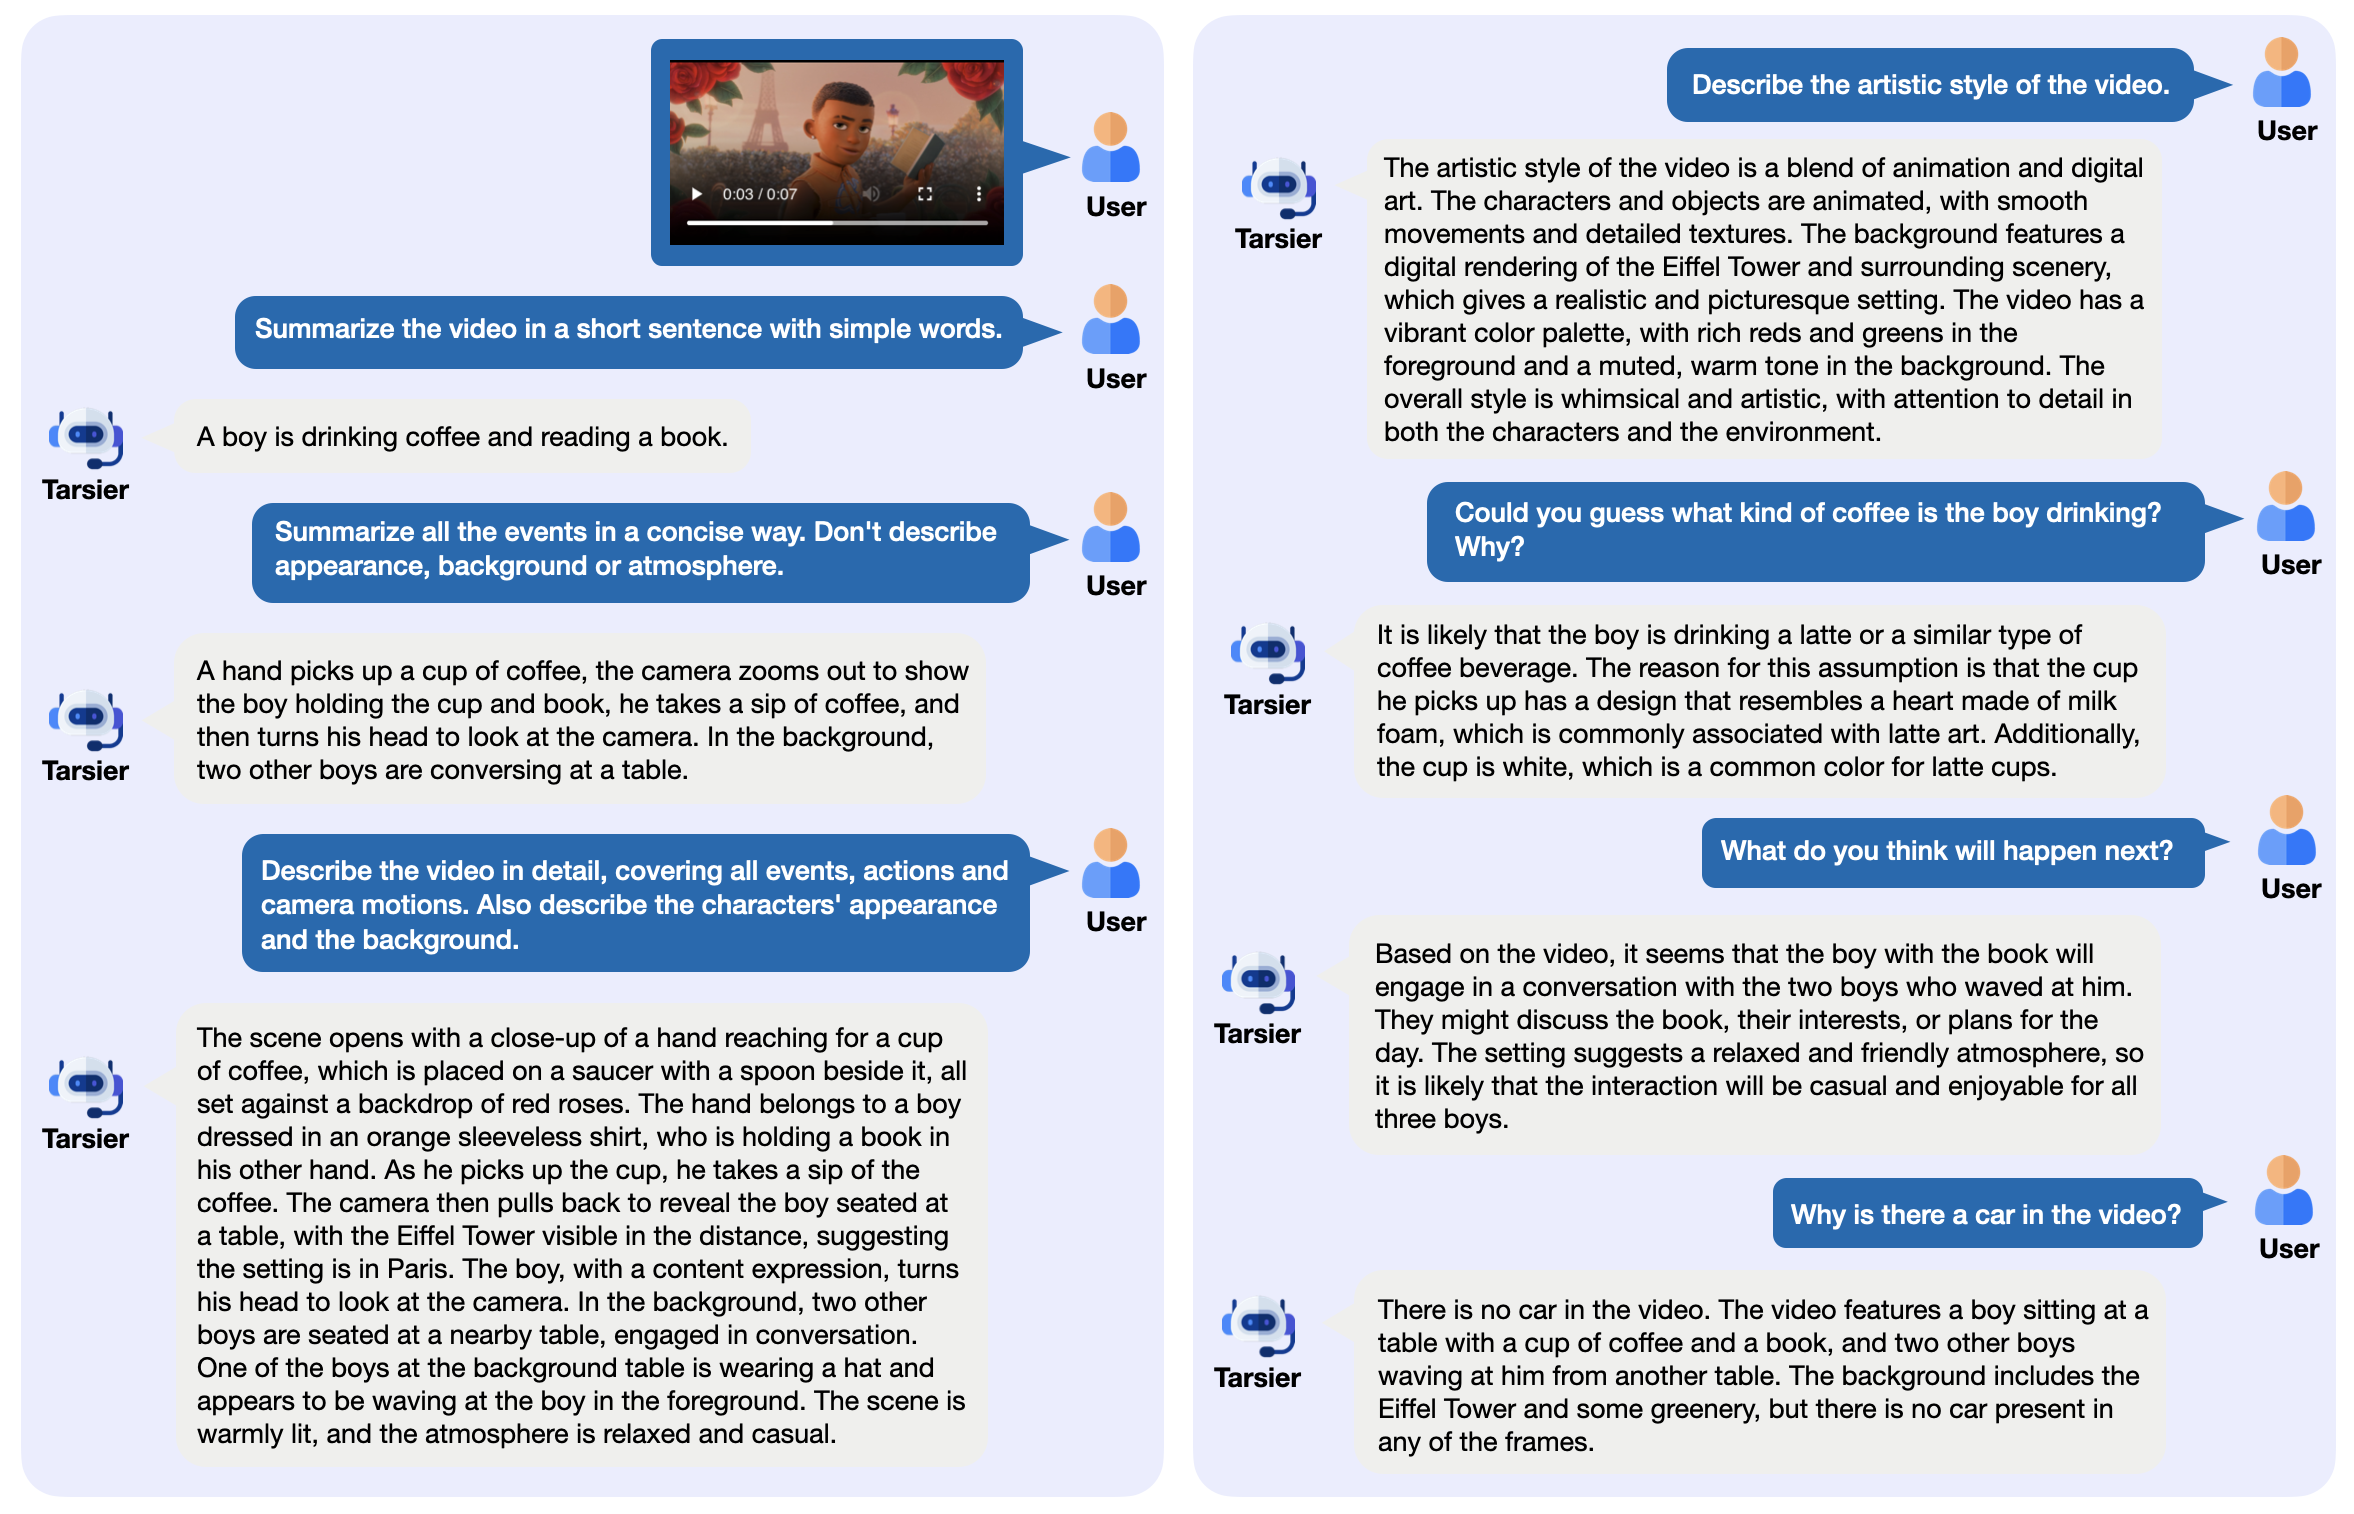 0:03 / 0:07
User
Summarize the video in a short sentence with simple words.
User
A boy is drinking coffee and reading a book.
Tarsier
Summarize all the events in a concise way. Don't describe
appearance, background or atmosphere.
User
A hand picks up a cup of coffee, the camera zooms out to show
the boy holding the cup and book, he takes a sip of coffee, and
then turns his head to look at the camera. In the background,
two other boys are conversing at a table.
Tarsier
Describe the video in detail, covering all events, actions and
camera motions. Also describe the characters' appearance
and the background.
User
The scene opens with a close-up of a hand reaching for a cup
of coffee, which is placed on a saucer with a spoon beside it, all
set against a backdrop of red roses. The hand belongs to a boy
dressed in an orange sleeveless shirt, who is holding a book in
his other hand. As he picks up the cup, he takes a sip of the
coffee. The camera then pulls back to reveal the boy seated at
a table, with the Eiffel Tower visible in the distance, suggesting
the setting is in Paris. The boy, with a content expression, turns
his head to look at the camera. In the background, two other
boys are seated at a nearby table, engaged in conversation.
One of the boys at the background table is wearing a hat and
appears to be waving at the boy in the foreground. The scene is
warmly lit, and the atmosphere is relaxed and casual.
Tarsier
Describe the artistic style of the video.
User
The artistic style of the video is a blend of animation and digital
art. The characters and objects are animated, with smooth
movements and detailed textures. The background features a
digital rendering of the Eiffel Tower and surrounding scenery,
which gives a realistic and picturesque setting. The video has a
vibrant color palette, with rich reds and greens in the
foreground and a muted, warm tone in the background. The
overall style is whimsical and artistic, with attention to detail in
both the characters and the environment.
Tarsier
Could you guess what kind of coffee is the boy drinking?
Why?
User
It is likely that the boy is drinking a latte or a similar type of
coffee beverage. The reason for this assumption is that the cup
he picks up has a design that resembles a heart made of milk
foam, which is commonly associated with latte art. Additionally,
the cup is white, which is a common color for latte cups.
Tarsier
What do you think will happen next?
User
Based on the video, it seems that the boy with the book will
engage in a conversation with the two boys who waved at him.
They might discuss the book, their interests, or plans for the
day. The setting suggests a relaxed and friendly atmosphere, so
it is likely that the interaction will be casual and enjoyable for all
three boys.
Tarsier
Why is there a car in the video?
User
There is no car in the video. The video features a boy sitting at a
table with a cup of coffee and a book, and two other boys
waving at him from another table. The background includes the
Eiffel Tower and some greenery, but there is no car present in
any of the frames.
Tarsier